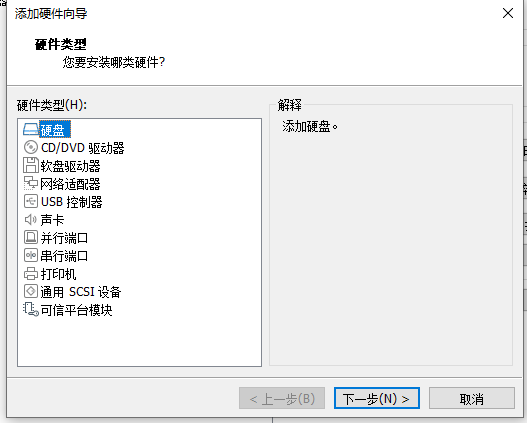 添加硬件向导
硬件类型
您要安装哪类硬件?
硬件类型(H):
硬盘
CD/DVD 驱动器
软盘驱动器
网络适配器
USB 控制器
声卡
并行端口
串行端口
打印机
通用 SCSI 设备
可信平台模块
解释
添加硬盘。
< 上一步(B)
下一步(N) >
取消